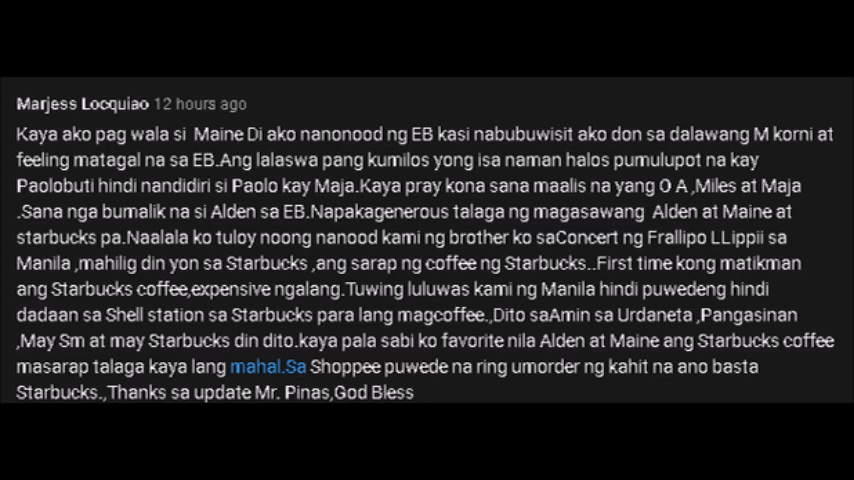 Marjess Locquiao 12 hours ago
Kaya ako pag wala si Maine Di ako nanonood ng EB kasi nabubuwisit ako don sa dalawang M korni at
feeling matagal na sa EB.Ang lalaswa pang kumilos yong isa naman halos pumulupot na kay
Paolobuti hindi nandidiri si Paolo kay Maja.Kaya pray kona sana maalis na yang O A ,Miles at Maja
.Sana nga bumalik na si Alden sa EB.Napakagenerous talaga ng magasawang Alden at Maine at
starbucks pa.Naalala ko tuloy noong nanood kami ng brother ko saConcert ng Frallipo LLippii sa
Manila ,mahilig din yon sa Starbucks ,ang sarap ng coffee ng Starbucks..First time kong matikman
ang Starbucks coffee,expensive ngalang.Tuwing luluwas kami ng Manila hindi puwedeng hindi
dadaan sa Shell station sa Starbucks para lang magcoffee.,Dito saAmin sa Urdaneta ,Pangasinan
,May Sm at may Starbucks din dito.kaya pala sabi ko favorite nila Alden at Maine ang Starbucks coffee
masarap talaga kaya lang mahal.Sa Shoppee puwede na ring umorder ng kahit na ano basta
Starbucks.,Thanks sa update Mr. Pinas,God Bless